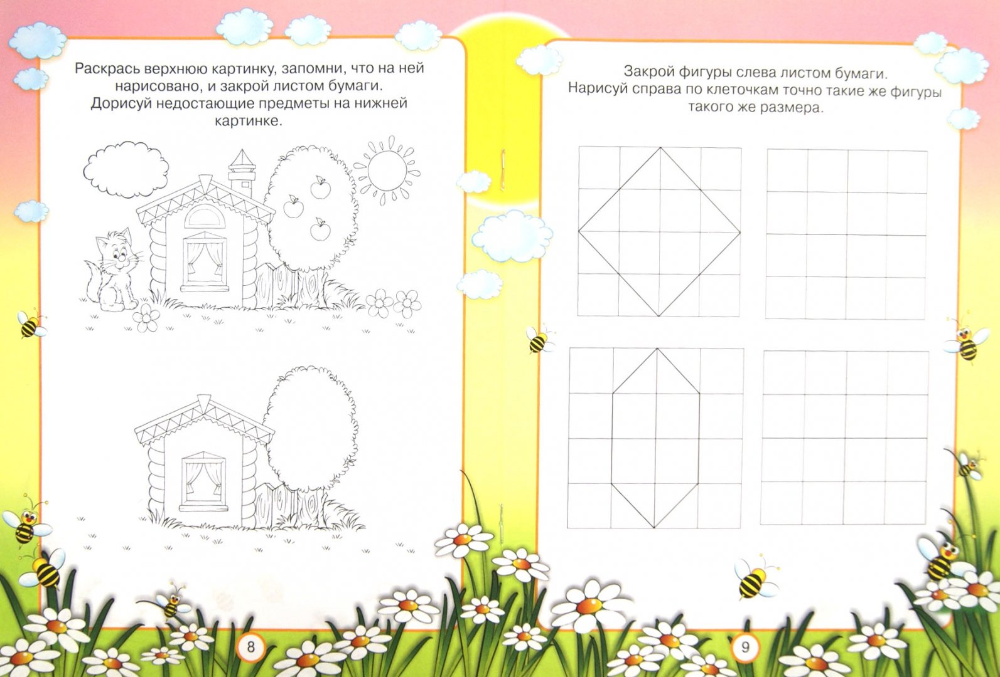 Раскрась верхнюю картинку, запомни, что на ней
нарисовано, и закрой листом бумаги.
Дорисуй недостающие предметы на нижней
картинке.
8
Закрой фигуры слева листом бумаги.
Нарисуй справа по клеточкам точно такие же фигуры
такого же размера.
9